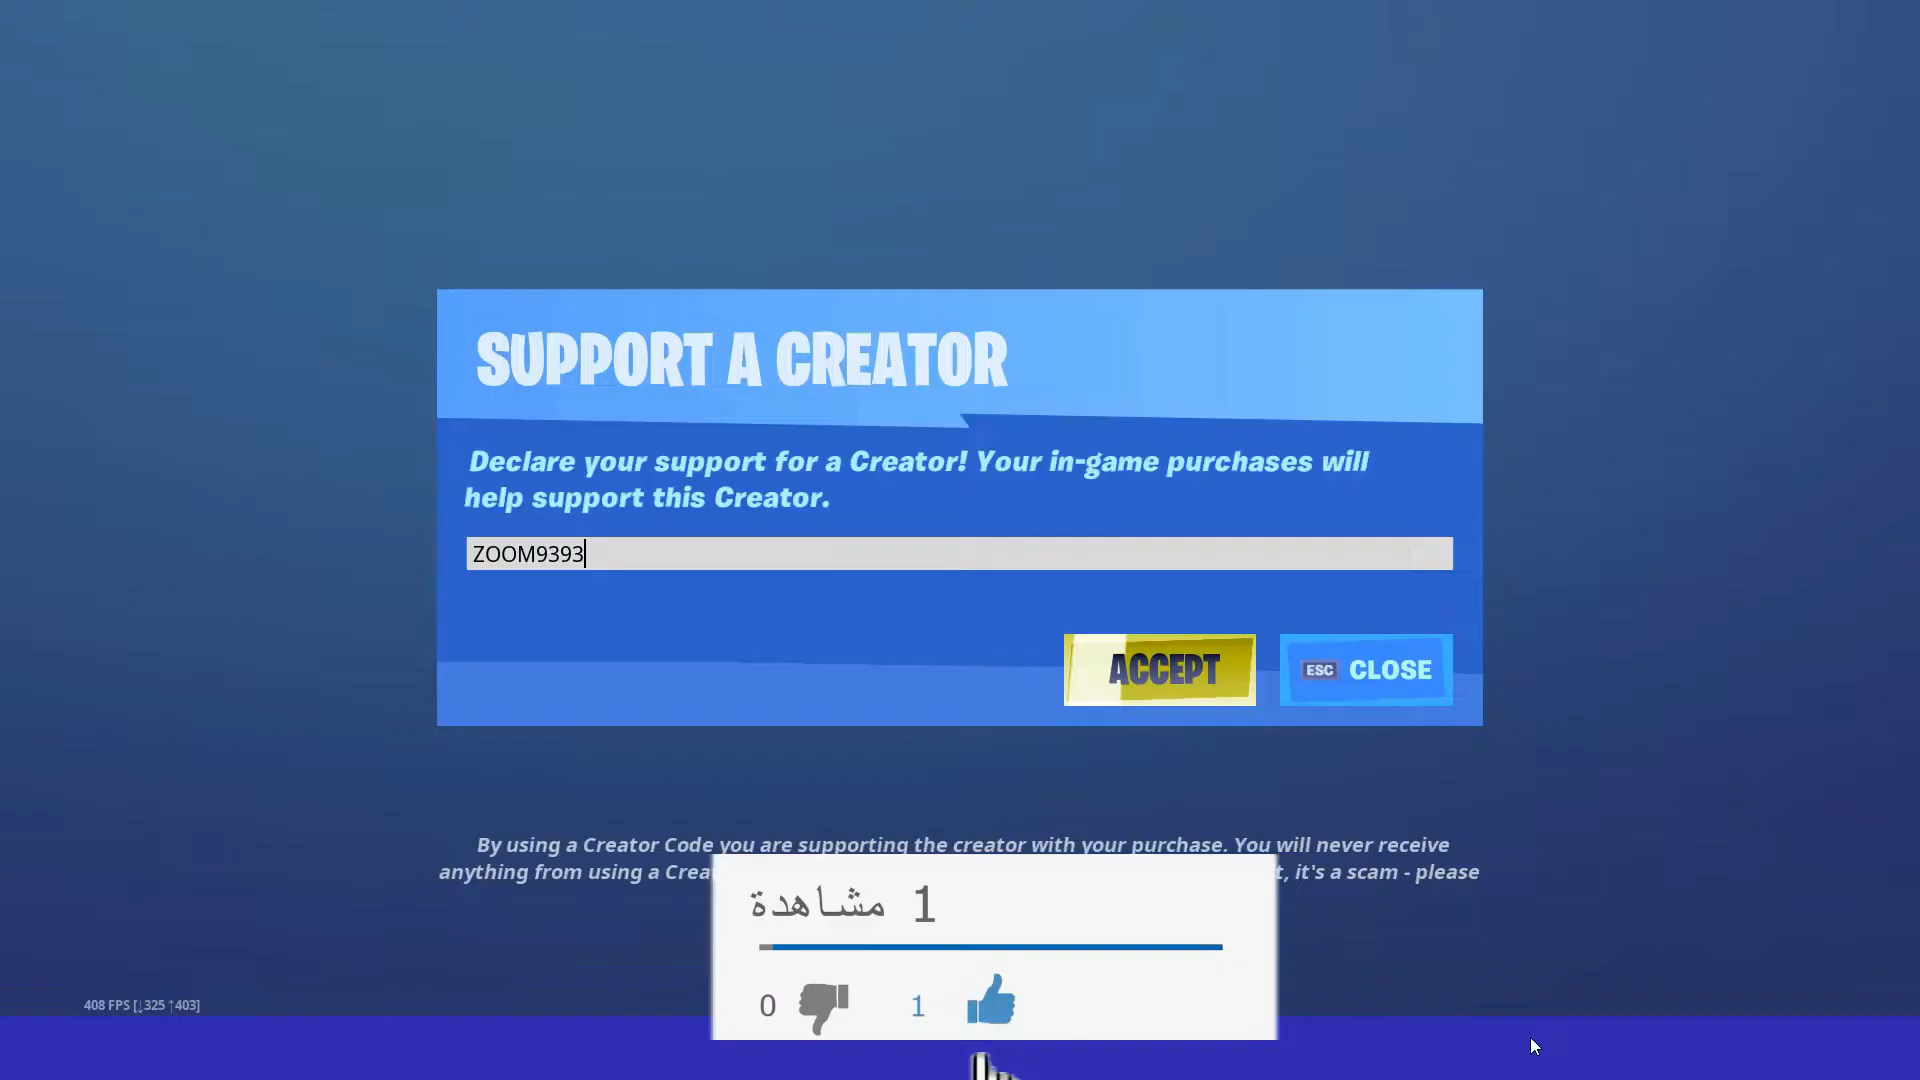 SUPPORT A CREATOR
Declare your support for a Creator! Your in-game purchases will
help support this Creator.
ZOOM9393
ACCEPT
ESC CLOSE
By using a Creator Code you are supporting the creator with your purchase. You will never receive
anything from using a Crea t, it's a scam - please
1 مشاهدة
0 1
408 FPS [↓325 ↑403]